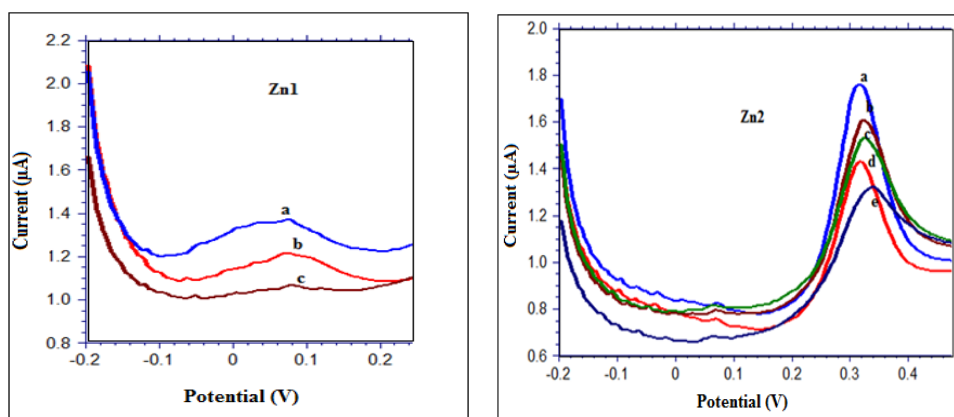 2.2
2.0
1.8
1.6
1.4
1.2
1.0
0.8
Current (μA)
Zn1
a
b
c
-0.2
-0.1
0
0.1
0.2
Potential (V)
2.0
1.8
1.6
1.4
1.2
1.0
0.8
0.6
Current (μA)
Zn2
a
b
c
d
e
-0.2
-0.1
0
0.1
0.2
0.3
0.4
Potential (V)